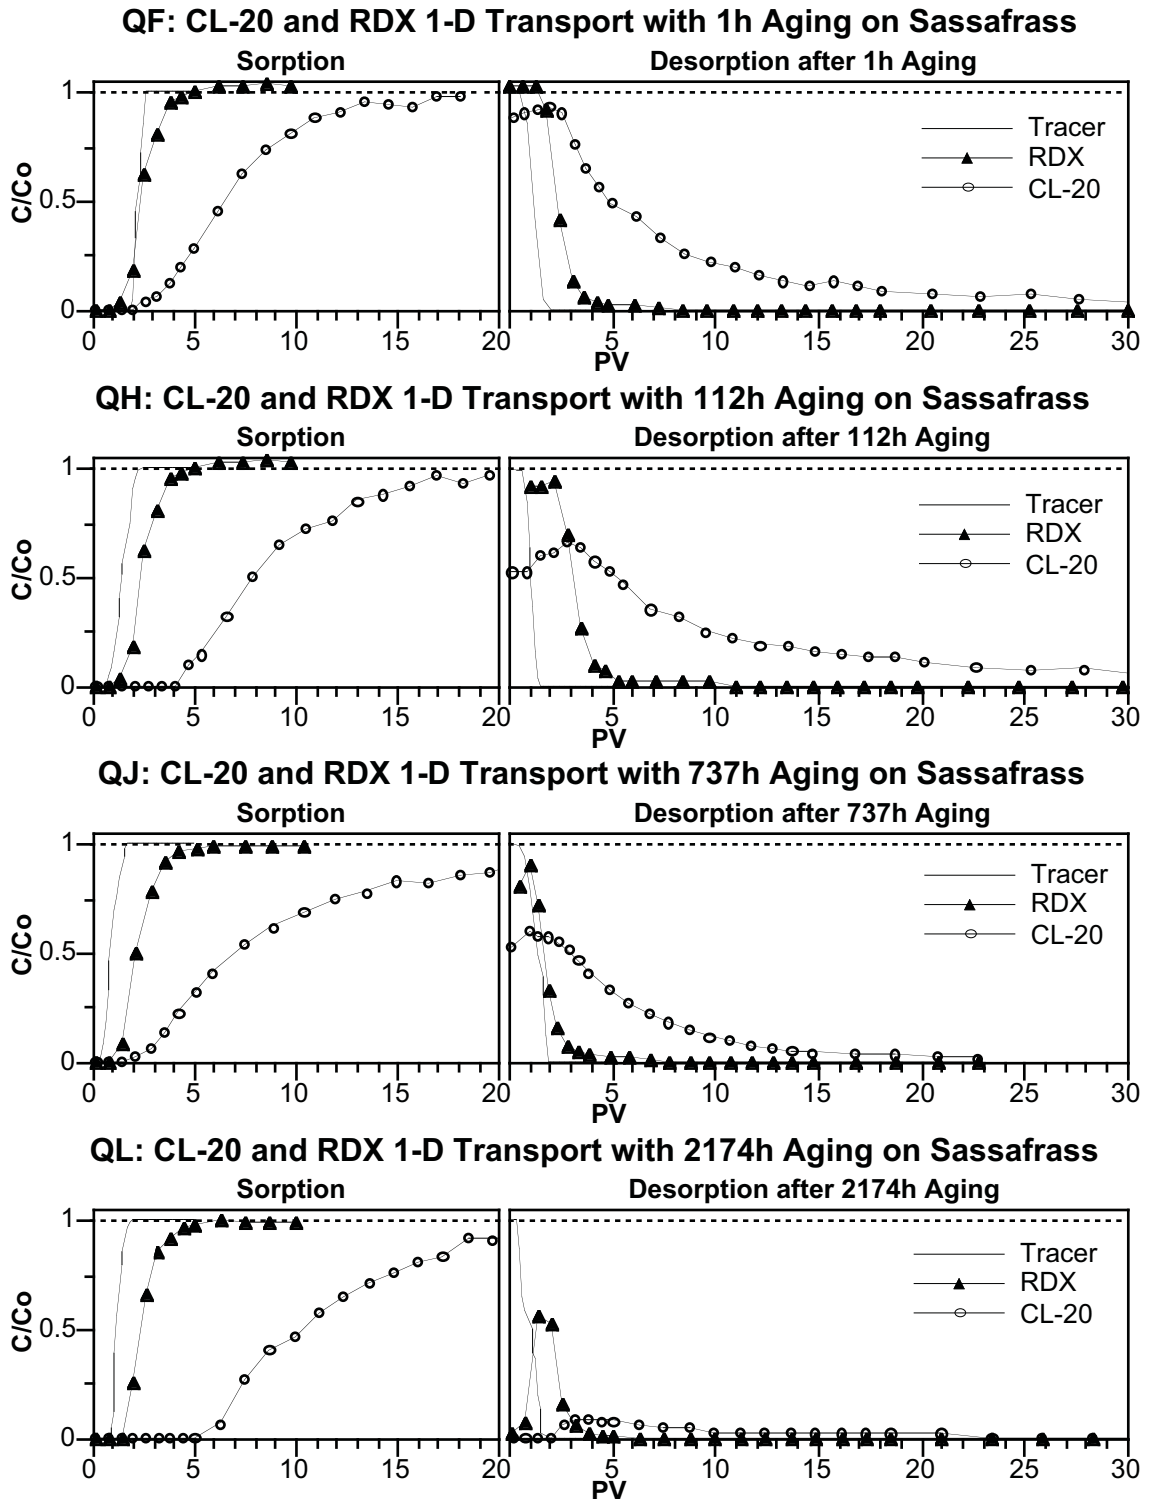 QF: CL-20 and RDX 1-D Transport with 1h Aging on Sassafrass
Sorption Desorption after 1h Aging
1
Tracer
RDX
CL-20
C/Co
0.5
0
0 5 10 15 20 5 10 15 20 25 30
PV
QH: CL-20 and RDX 1-D Transport with 112h Aging on Sassafrass
Sorption Desorption after 112h Aging
1
Tracer
RDX
CL-20
C/Co
0.5
0
0 5 10 15 20 5 10 15 20 25 30
PV
QJ: CL-20 and RDX 1-D Transport with 737h Aging on Sassafrass
Sorption Desorption after 737h Aging
1
Tracer
RDX
CL-20
C/Co
0.5
0
0 5 10 15 20 5 10 15 20 25 30
PV
QL: CL-20 and RDX 1-D Transport with 2174h Aging on Sassafrass
Sorption Desorption after 2174h Aging
1
Tracer
RDX
CL-20
C/Co
0.5
0
0 5 10 15 20 5 10 15 20 25 30
PV